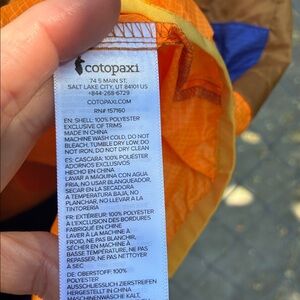 cotopaxi
74 S MAIN ST,
SALT LAKE CITY, UT 84101 US
+844-268-6729
COTOPAXI.COM
RN# 157160
EN: SHELL: 100% POLYESTER
EXCLUSIVE OF TRIMS
MADE IN CHINA
MACHINE WASH COLD, DO NOT
BLEACH, TUMBLE DRY LOW, DO
NOT IRON, DO NOT DRY CLEAN
ES: CÁSCARA: 100% POLIÉSTER
ADORNOS EXCLUSIVOS
HECHO EN CHINA
LAVAR A MÁQUINA CON AGUA
FRÍA, NO USAR BLANQUEADOR,
SECAR EN LA SECADORA
A TEMPERATURA BAJA, NO
PLANCHAR, NO LLEVAR A LA
TINTORERÍA
FR: EXTÉRIEUR: 100% POLYESTER
À L'EXCLUSION DES BORDURES
FABRIQUÉ EN CHINE
LAVER À LA MACHINE À
FROID, NE PAS BLANCHIR,
SÉCHER EN MACHINE À
BASSE TEMPÉRATURE, NE PAS
REPASSER, NE PAS NETTOYER
À SEC
DE: OBERSTOFF: 100%
POLYESTER
AUSSCHLIESSLICH ZIERSTREIFEN
HERGESTELLT IN CHINA
MASCHINENWÄSCHE KALT,